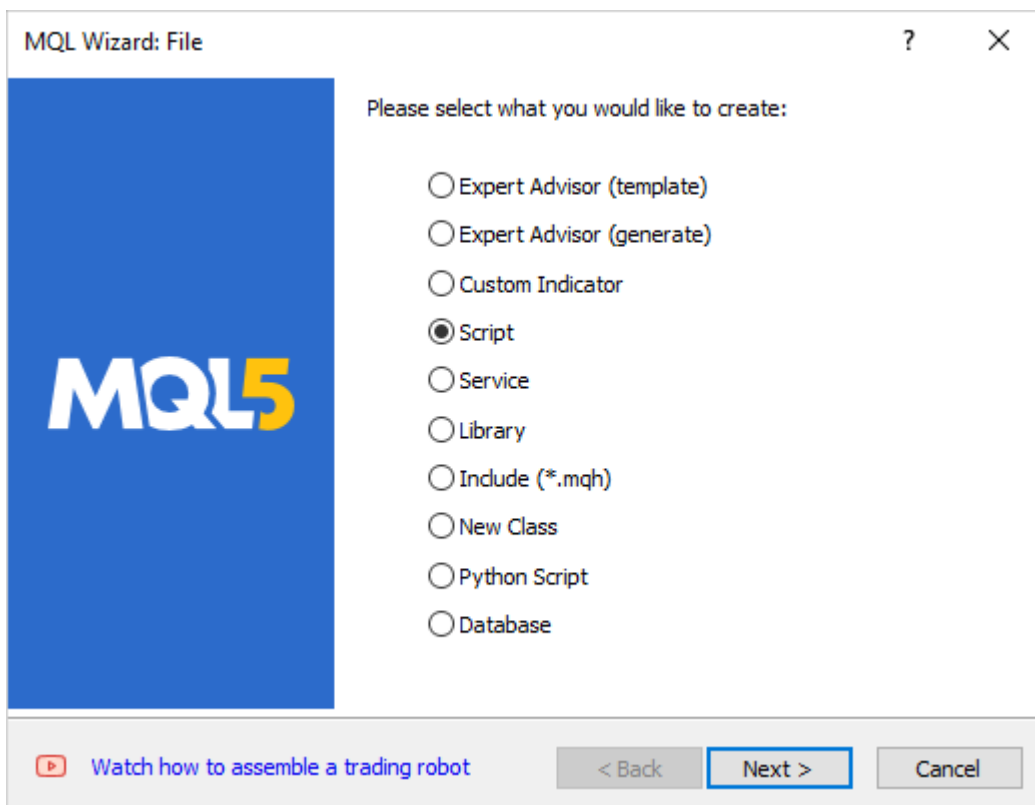 MQL Wizard: File
?
Please select what you would like to create:
Expert Advisor (template)
Expert Advisor (generate)
Custom Indicator
Script
Service
Library
Include (*.mqh)
New Class
Python Script
Database
MQL5
Watch how to assemble a trading robot
< Back
Next >
Cancel